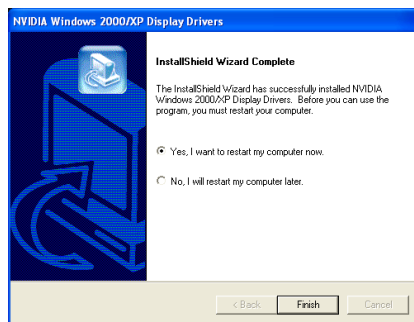 NVIDIA Windows 2000/XP Display Drivers
InstallShield Wizard Complete
The InstallShield Wizard has successfully installed NVIDIA
Windows 2000/XP Display Drivers. Before you can use the
program, you must restart your computer.
Yes, I want to restart my computer now.
No, I will restart my computer later.
< Back Finish Cancel